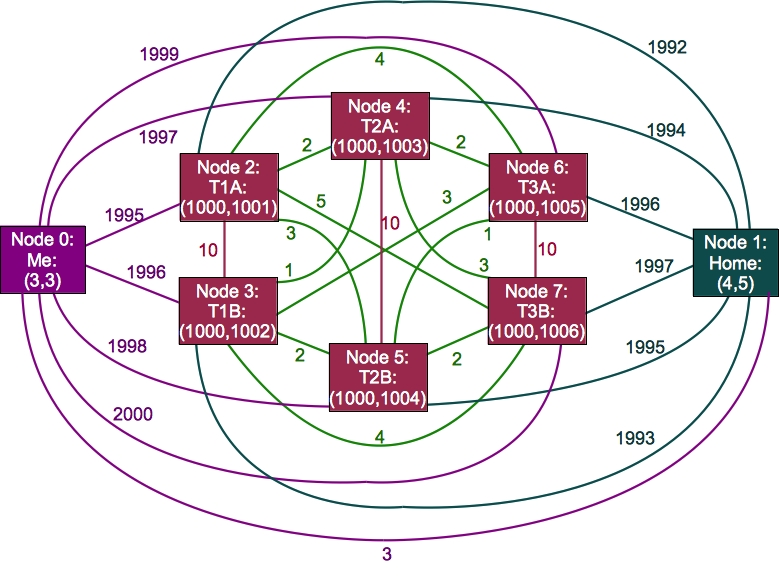 1999
1992
4
1997
1994
Node 4:
T2A:
(1000,1003)
2
2
Node 2:
T1A:
(1000,1001)
Node 6:
T3A:
(1000,1005)
5
3
1995
1996
10
3
1
Node 0:
Me:
(3,3)
Node 1:
Home:
(4,5)
10
10
1996
1
3
1997
Node 3:
T1B:
(1000,1002)
Node 7:
T3B:
(1000,1006)
1998
2
Node 5:
T2B:
(1000,1004)
2
1995
2000
4
1993
3